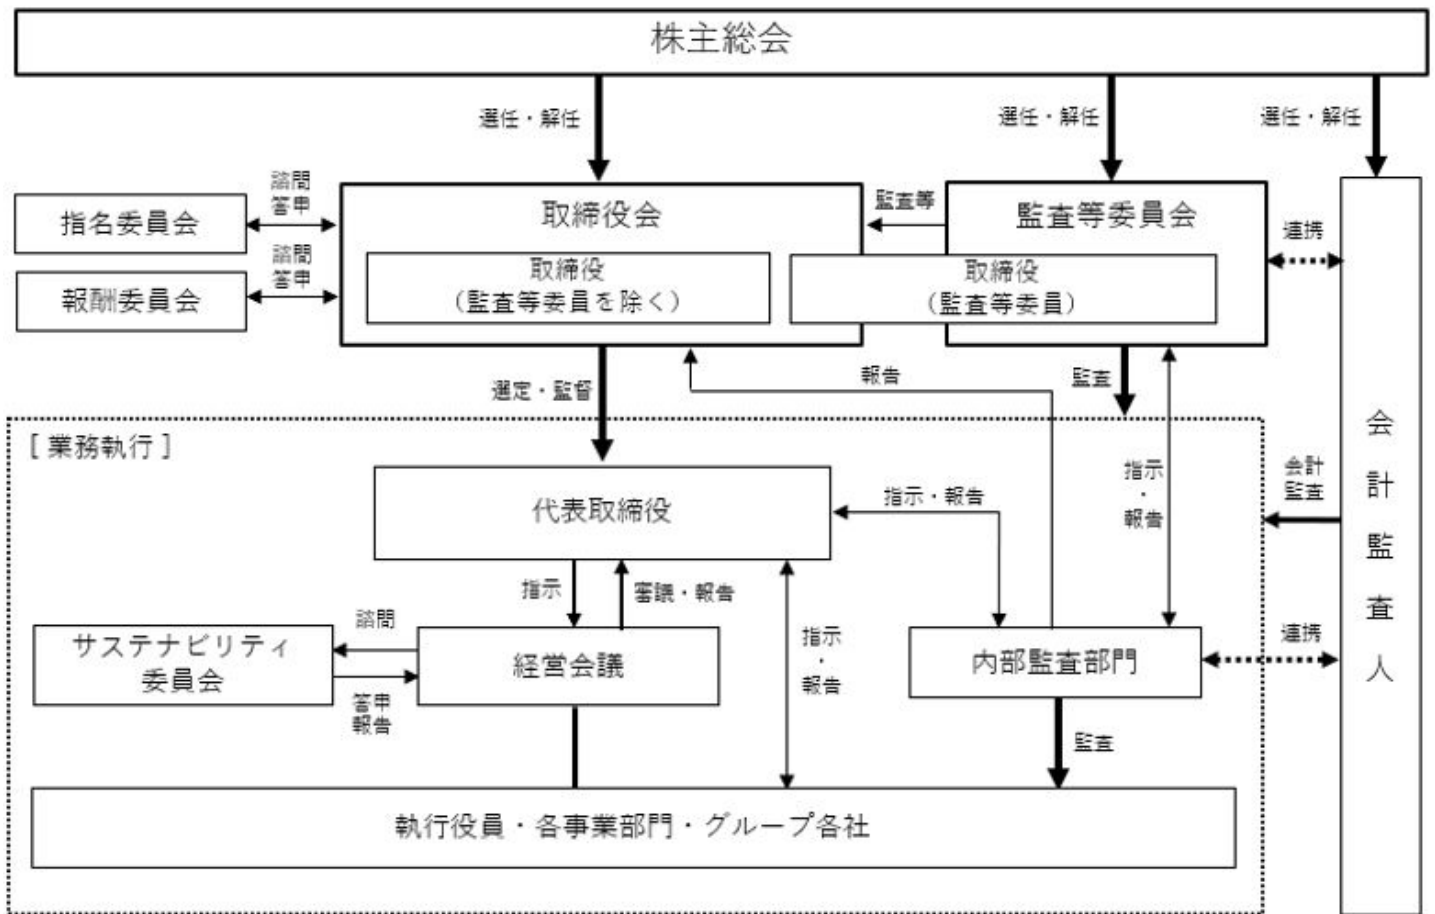 株主総会
選任・解任
選任・解任
選任・解任
指名委員会
諮問
答申
報酬委員会
諮問
答申
取締役会
取締役
（監査等委員を除く）
監査等
監査等委員会
取締役
（監査等委員）
連携
選定・監督
報告
監査
[ 業務執行 ]
代表取締役
指示・報告
指示
・
報告
会計
監査
会
計
監
査
人
指示
審議・報告
サステナビリティ
委員会
諮問
答申
報告
経営会議
指示
・
報告
内部監査部門
連携
監査
執行役員・各事業部門・グループ各社